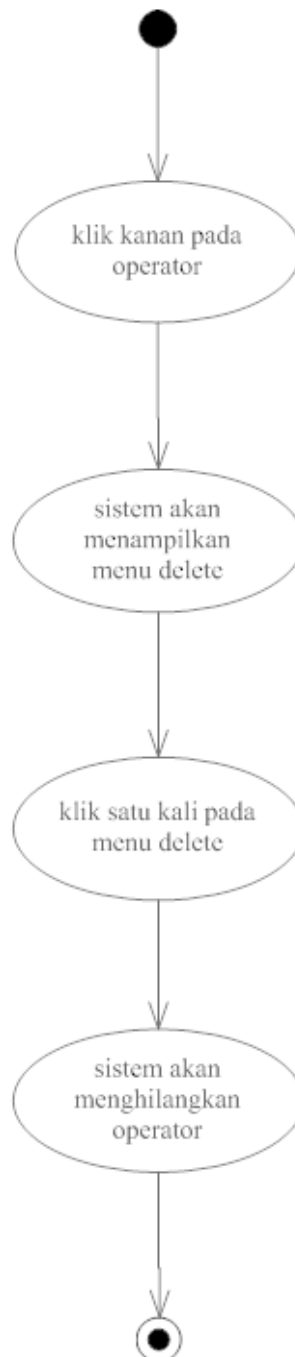 klik kanan pada
operator
sistem akan
menampilkan
menu delete
klik satu kali pada
menu delete
sistem akan
menghilangkan
operator